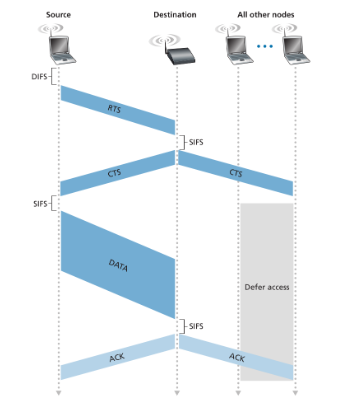 Source
Destination
All other nodes
DIFS
RTS
SIFS
CTS
CTS
SIFS
DATA
Defer access
SIFS
ACK
ACK